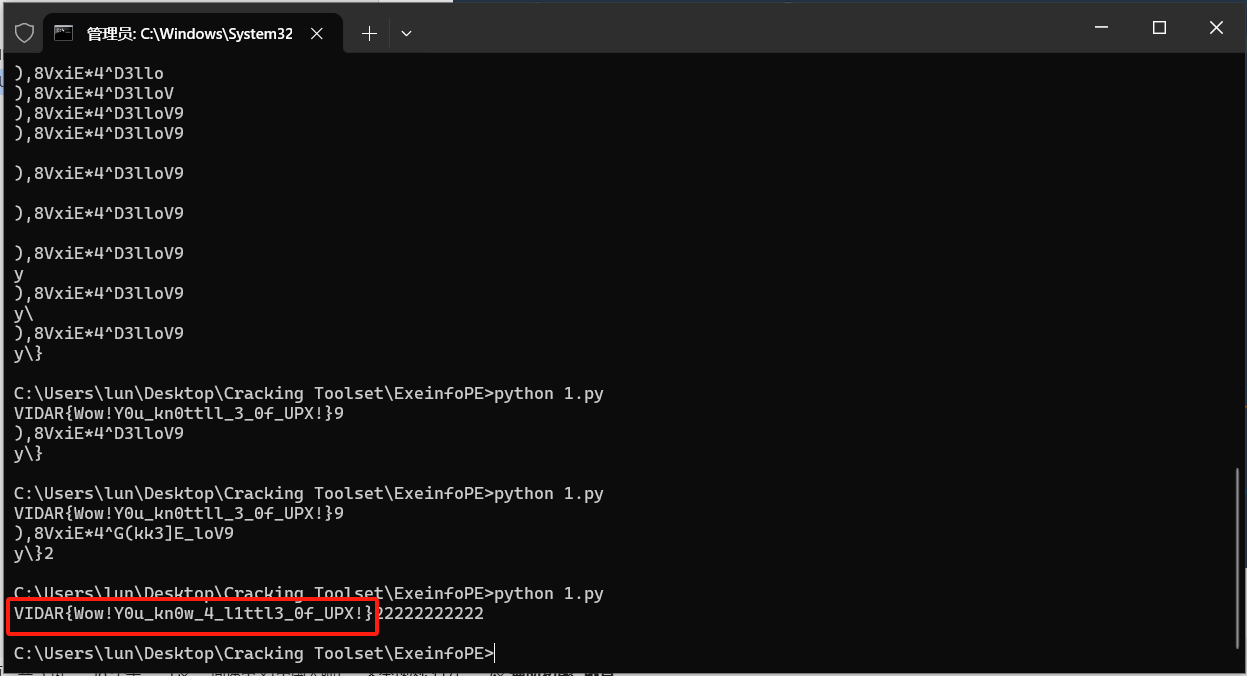 管理员: C:\Windows\System32
),8VxiE*4^D3llo
),8VxiE*4^D3lloV
),8VxiE*4^D3lloV9
),8VxiE*4^D3lloV9
),8VxiE*4^D3lloV9
),8VxiE*4^D3lloV9
),8VxiE*4^D3lloV9
y
),8VxiE*4^D3lloV9
y\
),8VxiE*4^D3lloV9
y\}
C:\Users\lun\Desktop\Cracking Toolset\ExeinfoPE>python 1.py
VIDAR{Wow!Y0u_kn0ttll_3_0f_UPX!}9
),8VxiE*4^D3lloV9
y\}
C:\Users\lun\Desktop\Cracking Toolset\ExeinfoPE>python 1.py
VIDAR{Wow!Y0u_kn0ttll_3_0f_UPX!}9
),8VxiE*4^G(kk3]E_loV9
y\}2
C:\Users\lun\Desktop\Cracking Toolset\ExeinfoPE>python 1.py
VIDAR{Wow!Y0u_kn0w_4_l1ttl3_0f_UPX!}22222222222
C:\Users\lun\Desktop\Cracking Toolset\ExeinfoPE>